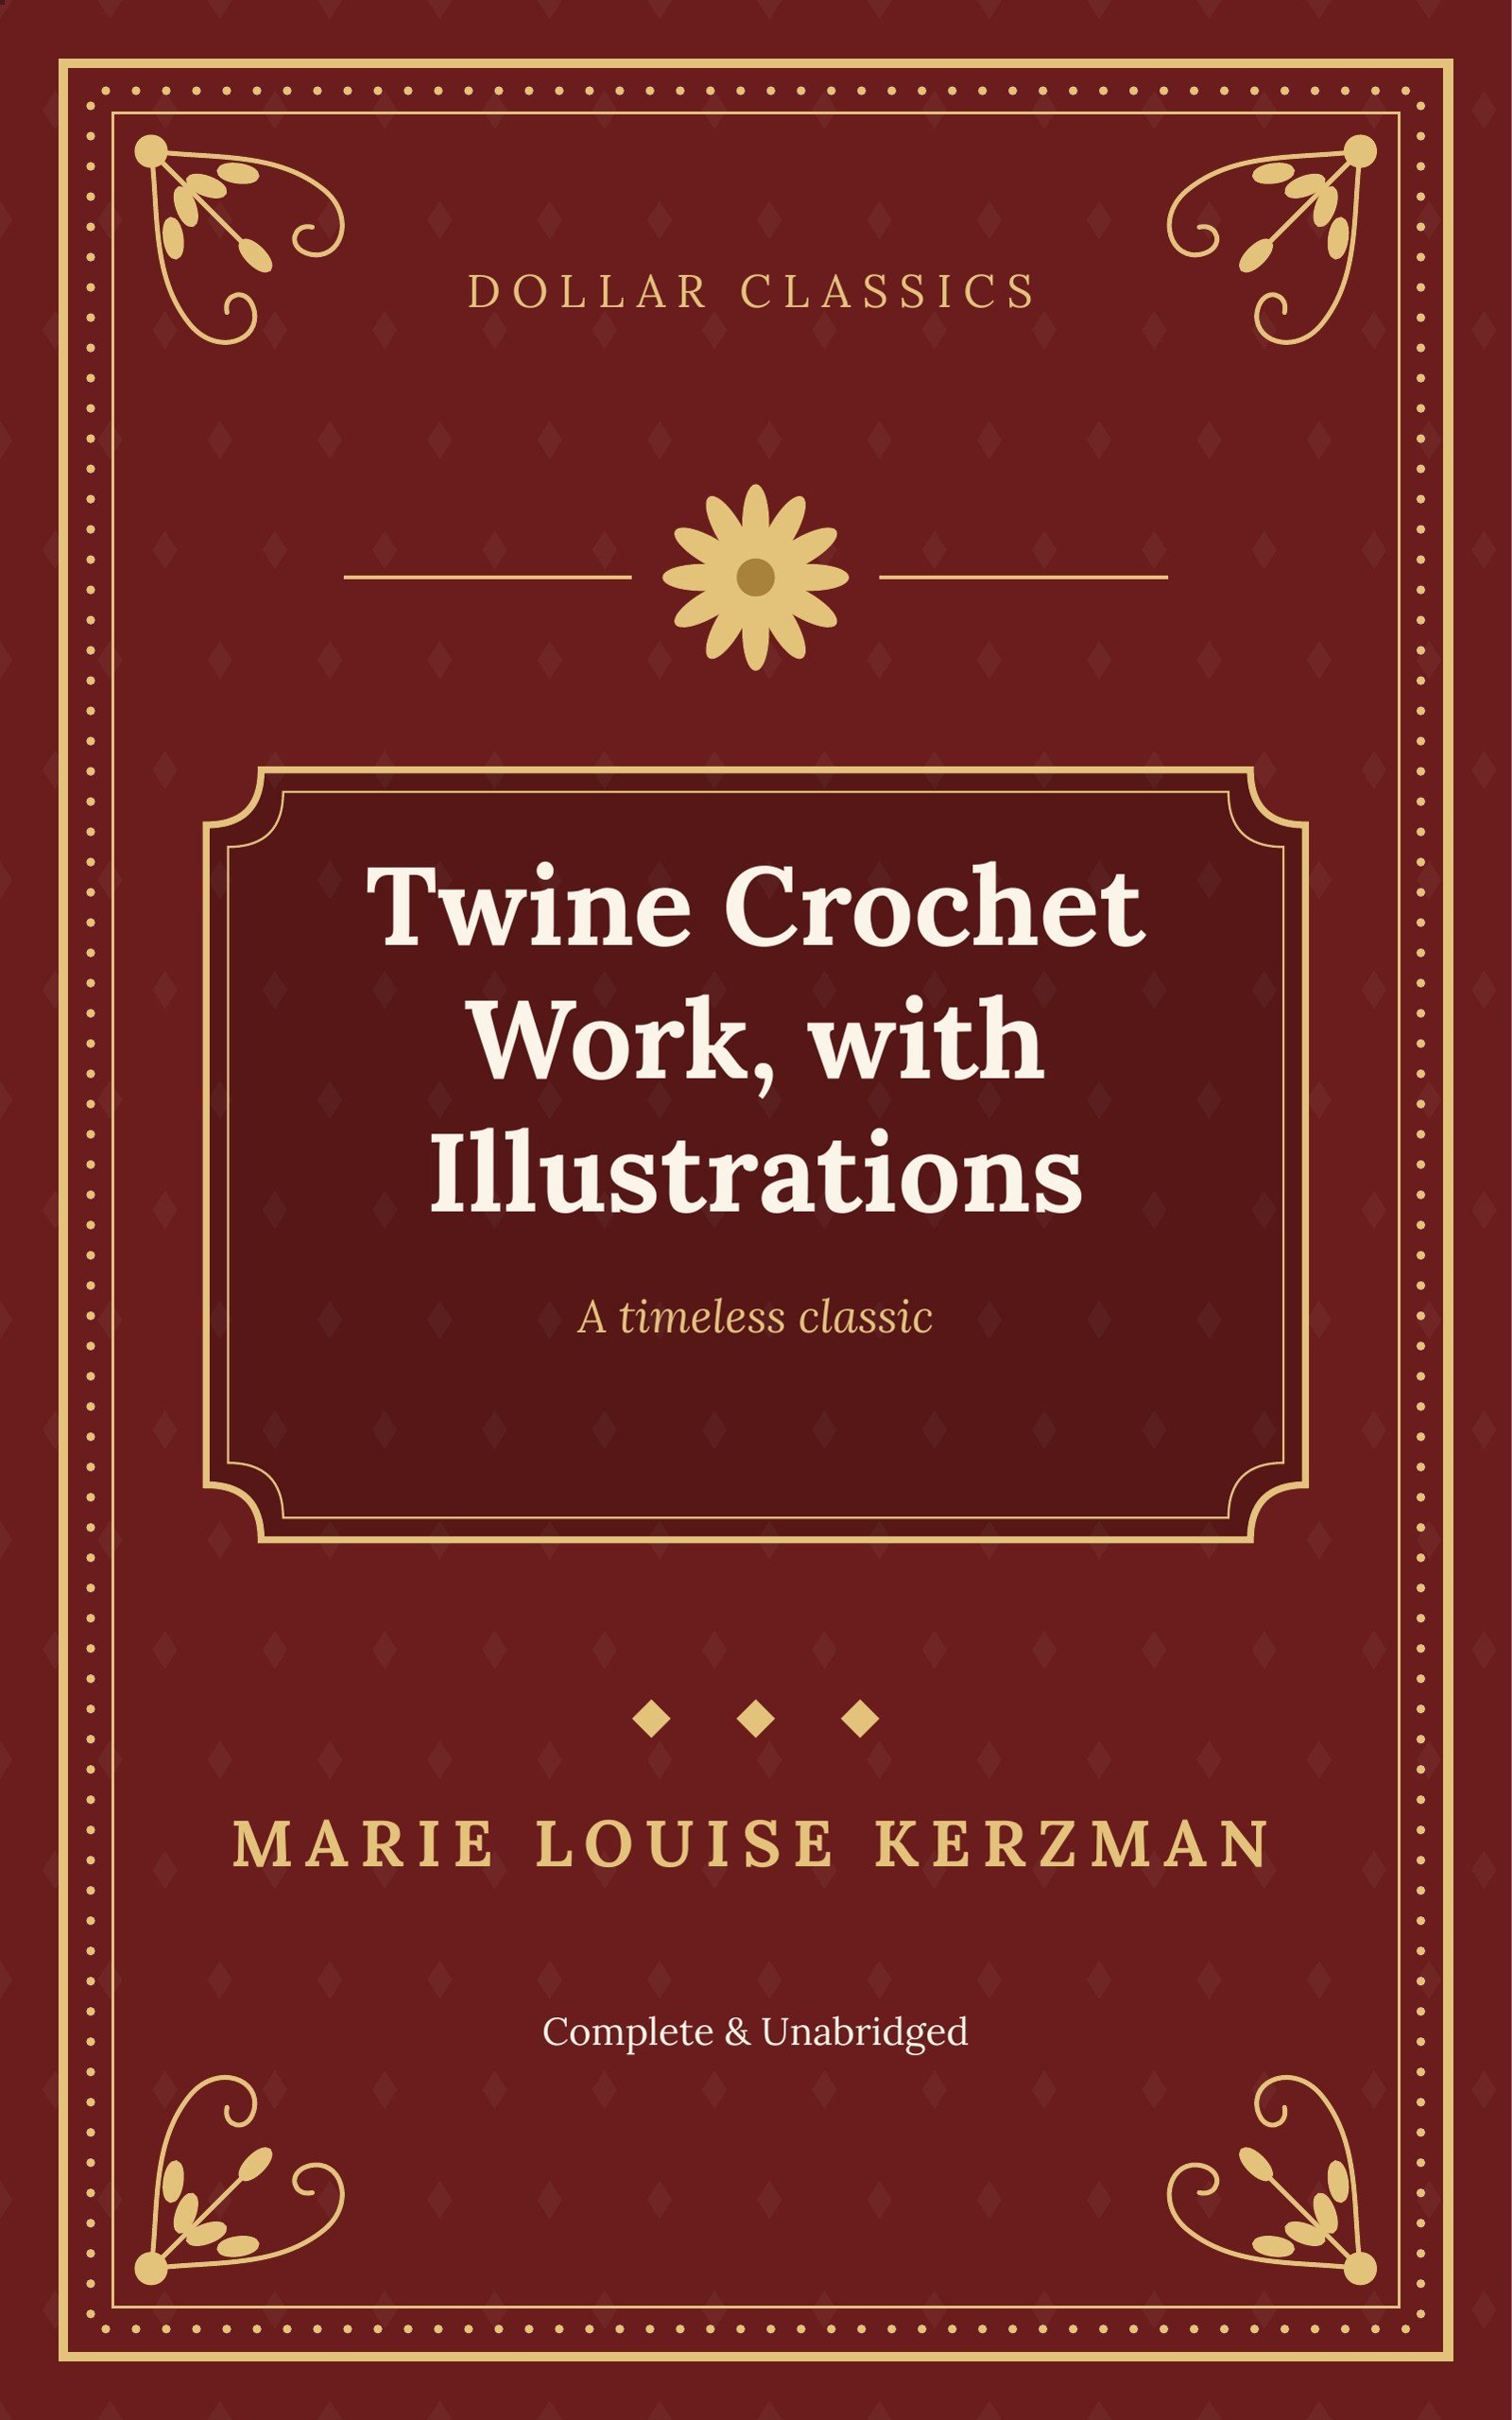 DOLLAR CLASSICS
Twine Crochet
Work, with
Illustrations
A timeless classic
MARIE LOUISE KERZMAN
Complete & Unabridged